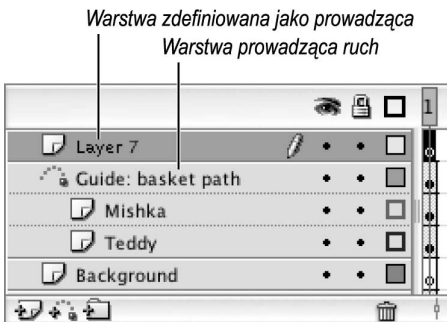 Warstwa zdefiniowana jako prowadząca
Warstwa prowadząca ruch
1
Layer 7
Guide: basket path
Mishka
Teddy
Background